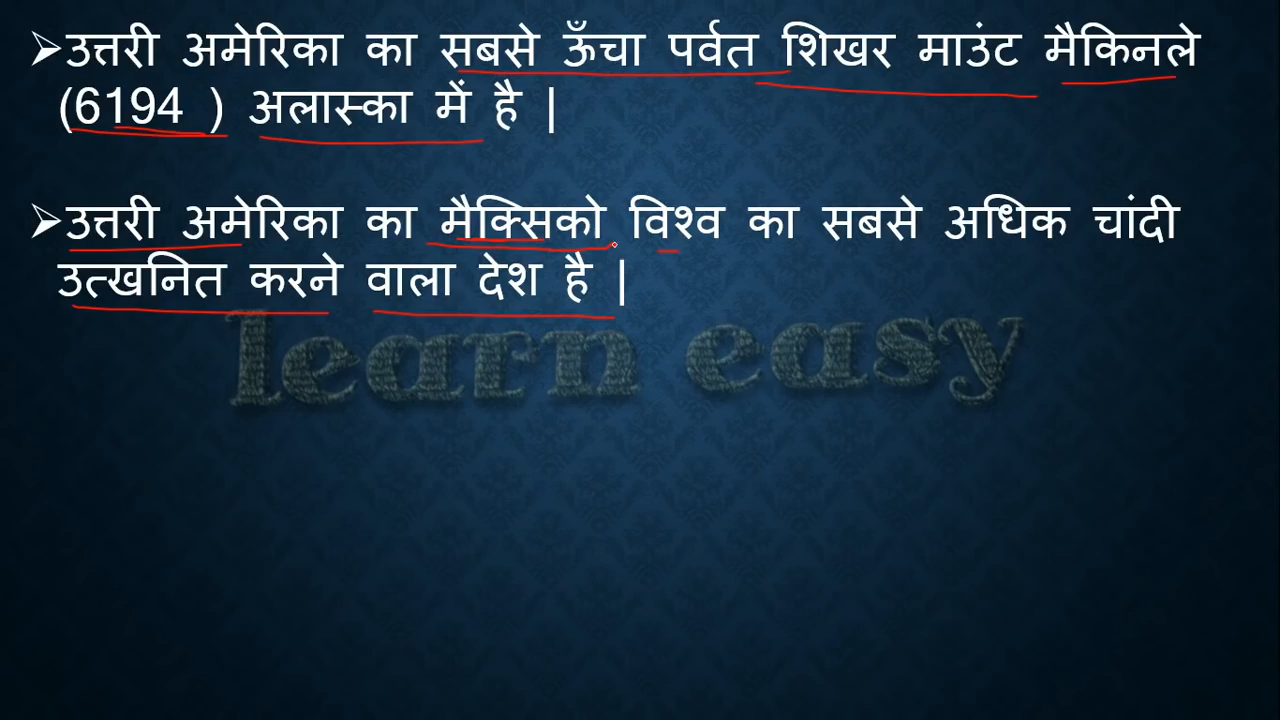 ➢उत्तरी अमेरिका का सबसे ऊँचा पर्वत शिखर माउंट मैकिनले
(6194 ) अलास्का में है |
➢उत्तरी अमेरिका का मैक्सिको विश्व का सबसे अधिक चांदी
उत्खनित करने वाला देश है |
learn easy